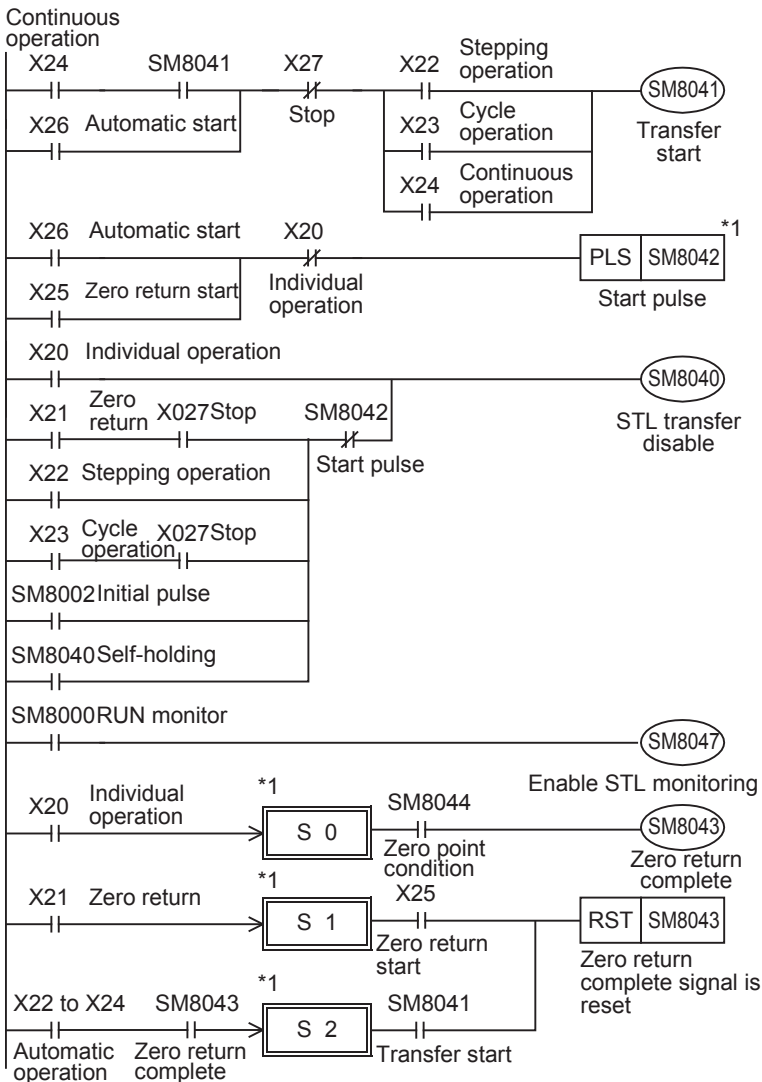 Continuous
operation
X24 SM8041 X27 X22 Stepping
operation
SM8041
X26 Automatic start Stop X23 Cycle
operation
Transfer
start
X24 Continuous
operation
X26 Automatic start X20 *1
PLS SM8042
X25 Zero return start Individual
operation
Start pulse
X20 Individual operation
SM8040
X21 Zero
return X027Stop SM8042 STL transfer
disable
Start pulse
X22 Stepping operation
X23 Cycle
operation X027Stop
SM8002Initial pulse
SM8040Self-holding
SM8000RUN monitor
SM8047
Enable STL monitoring
X20 Individual
operation *1
S 0 SM8044 SM8043
Zero point
condition
Zero return
complete
X21 Zero return *1
S 1 X25 RST SM8043
Zero return
start
Zero return
complete signal is
reset
X22 to X24 SM8043 *1
S 2 SM8041
Automatic
operation
Zero return
complete
Transfer start